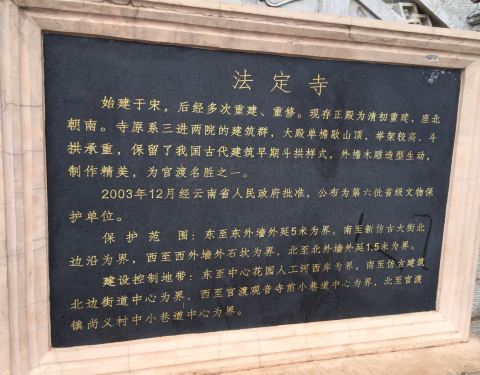 法定寺
始建于宋，后经多次重建、重修。现存正殿为清初重建，座北
朝南。寺原系三进两院的建筑群，大殿单檐歇山顶，举架较高，斗
拱承重，保留了我国古代建筑早期斗拱样式，外檐木雕造型生动，
制作精美，为官渡名胜之一。
2003年12月经云南省人民政府批准，公布为第六批省级文物保
护单位。
保护范围：东至东外墙外延5米为界，南至新仿古大街北
边沿为界，西至西外墙外石坎为界，北至北外墙外延1.5米为界。
建设控制地带：东至中心花园人工河西岸为界，南至仿古建筑
北边街道中心为界，西至官渡观音寺前小巷道中心为界，北至官渡
镇尚义村中小巷道中心为界。